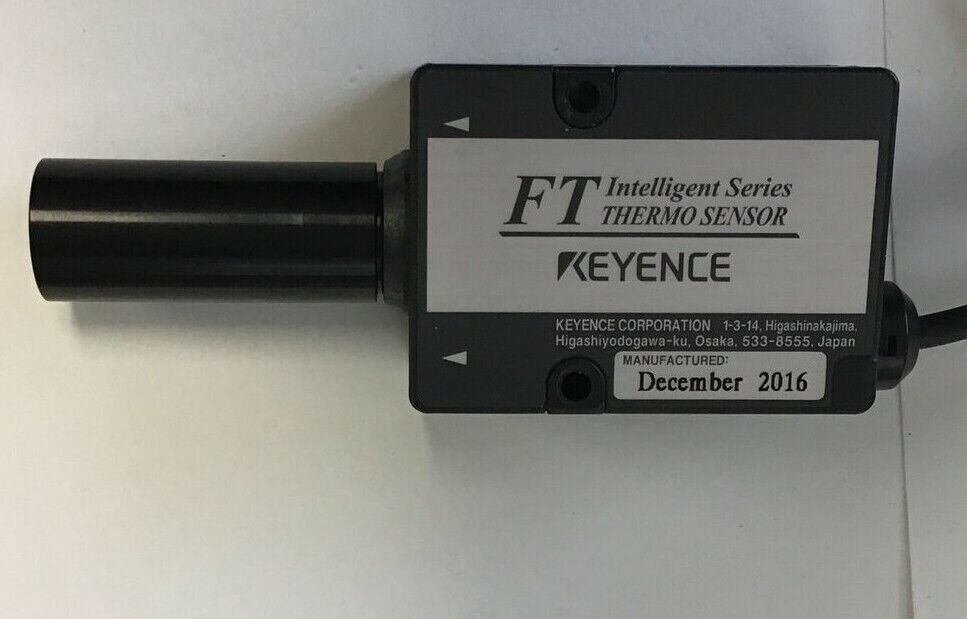 FT Intelligent Series
THERMO SENSOR
KEYENCE
KEYENCE CORPORATION 1-3-14, Higashinakajima,
Higashiyodogawa-ku, Osaka, 533-8555, Japan
MANUFACTURED:
December 2016